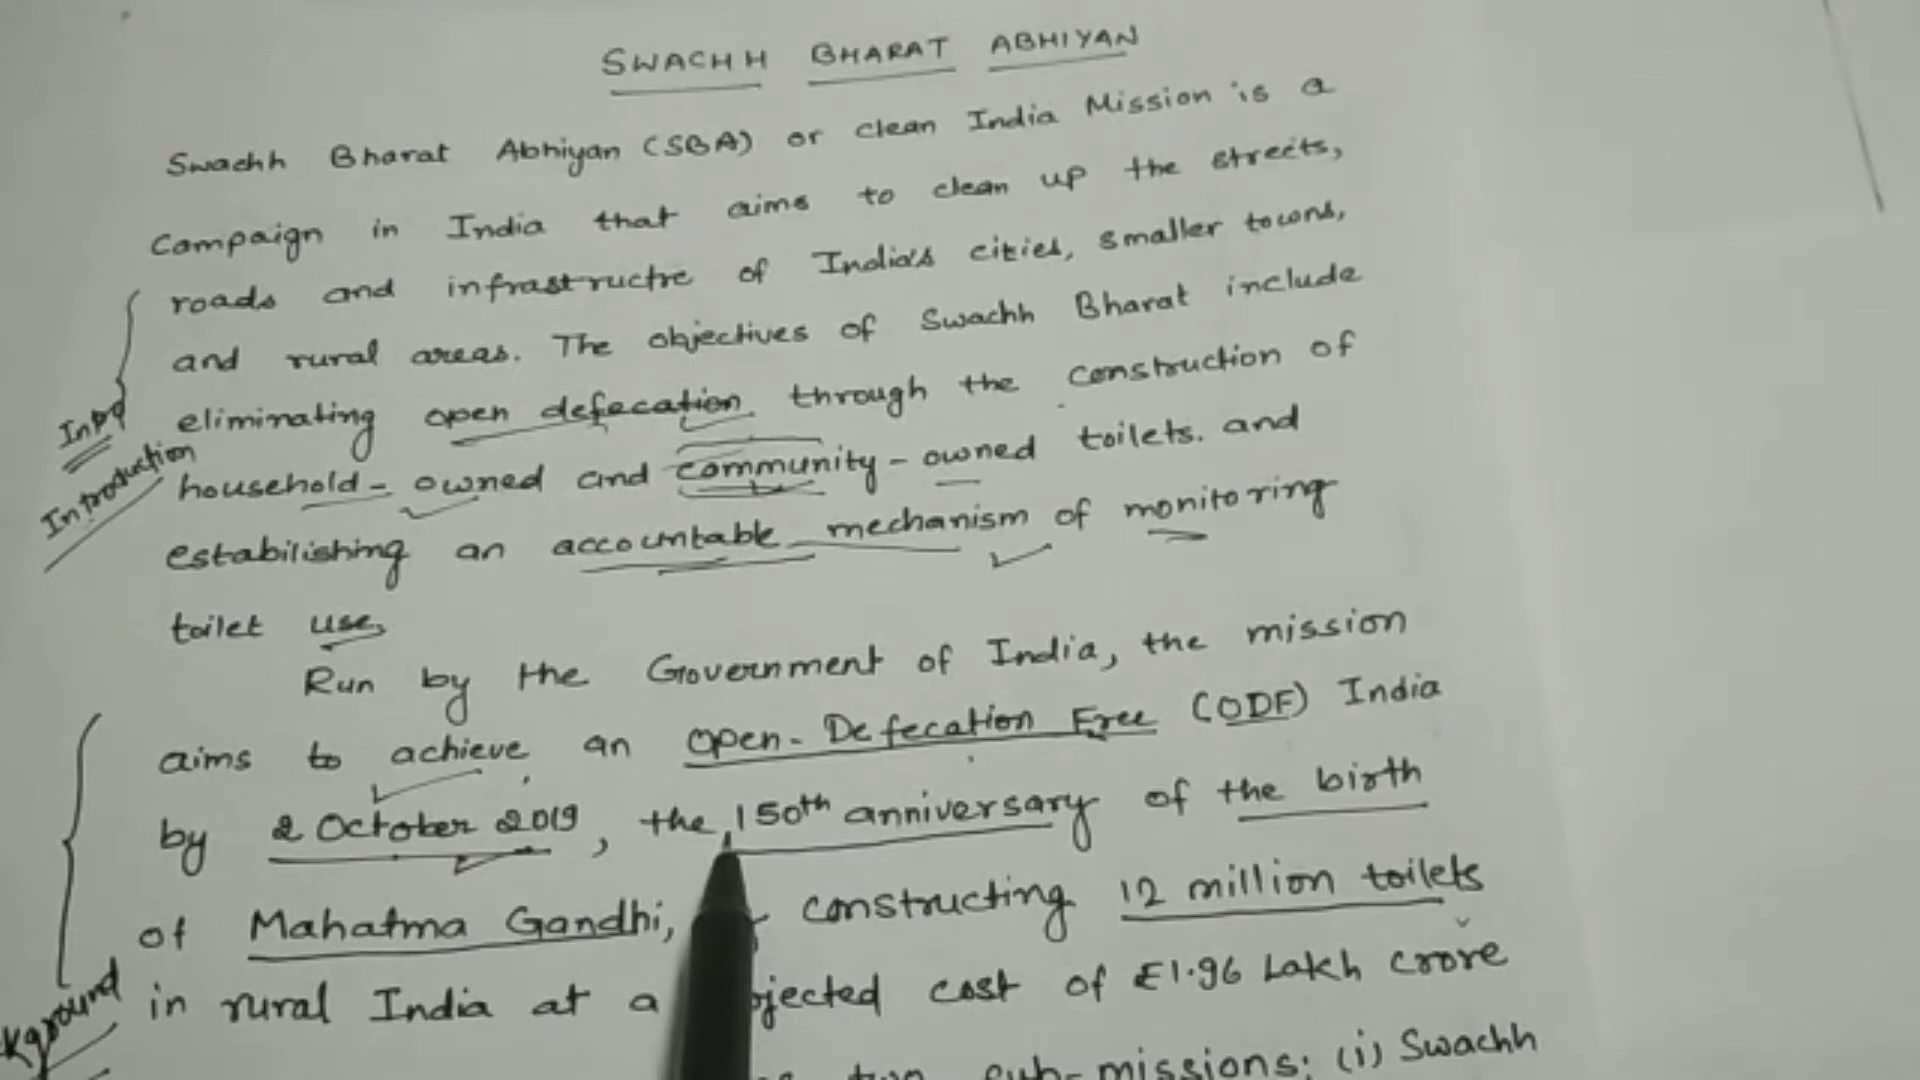 SWACHH BHARAT ABHIYAN
Swachh Bharat Abhiyan (SBA) or clean India Mission is a
Campaign in India that aims to clean up the streets,
roads and infrastructre of India's cities, smaller towns,
and rural areas. The objectives of Swachh Bharat include
eliminating open defecation through the construction of
household-owned and community-owned toilets. and
estabilishing an accountable mechanism of monitoring
toilet use.
Introduction
Run by the Government of India, the mission
aims to achieve an open-Defecation Free (ODF) India
by 2 October 2019, the 150th anniversary of the birth
of Mahatma Gandhi, constructing 12 million toilets
in rural India at a jected cost of £1.96 Lakh crore
kground
two sub-missions: (i) Swachh